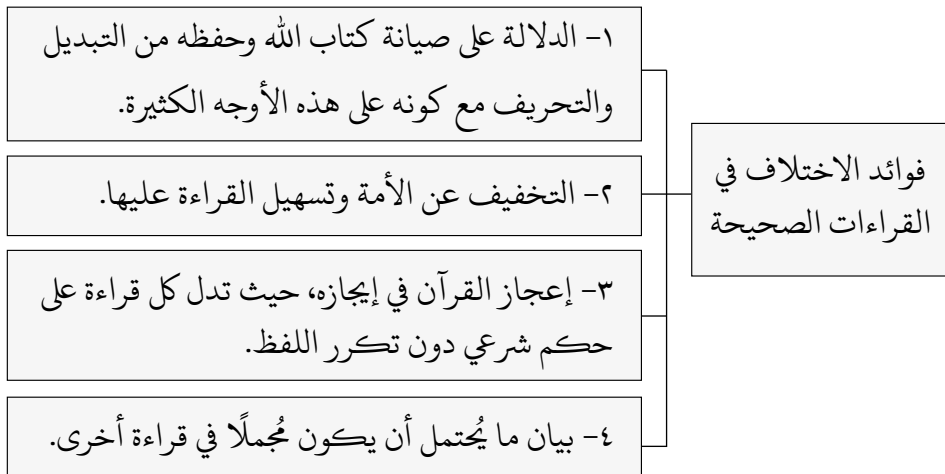 فوائد الاختلاف في
القراءات الصحيحة
١- الدلالة على صيانة كتاب الله وحفظه من التبديل
والتحريف مع كونه على هذه الأوجه الكثيرة.
٢- التخفيف عن الأمة وتسهيل القراءة عليها.
٣- إعجاز القرآن في إيجازه، حيث تدل كل قراءة على
حكم شرعي دون تكرر اللفظ.
٤- بيان ما يُحتمل أن يكون مُجملًا في قراءة أخرى.